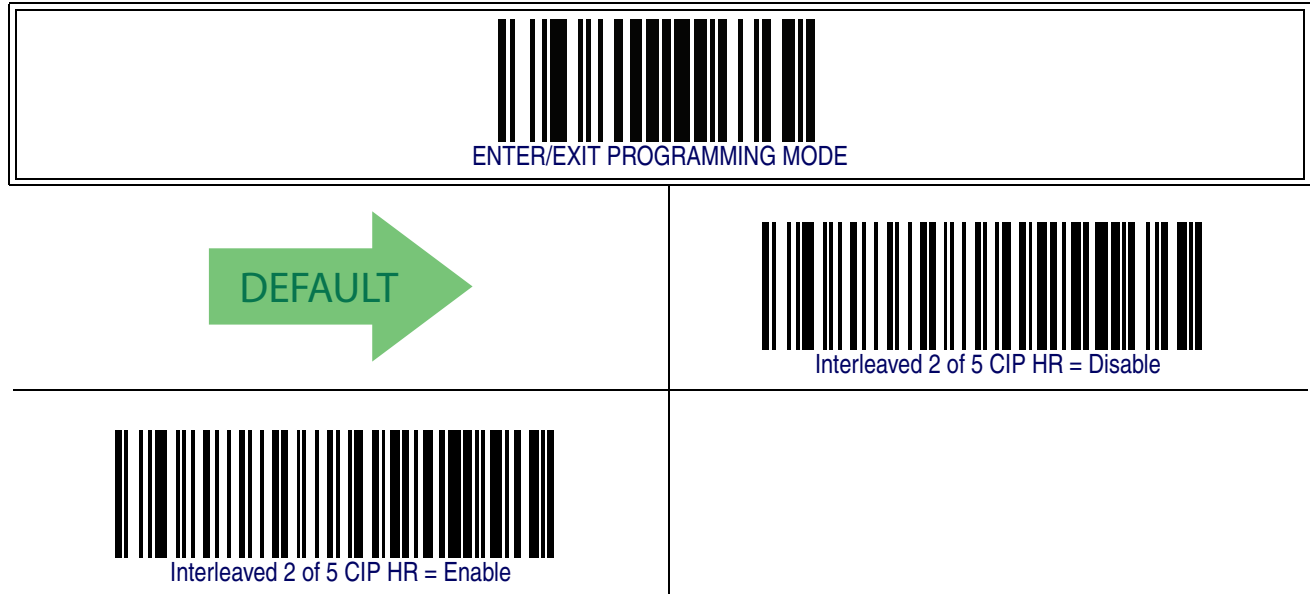 ENTER/EXIT PROGRAMMING MODE
DEFAULT
Interleaved 2 of 5 CIP HR = Disable
Interleaved 2 of 5 CIP HR = Enable